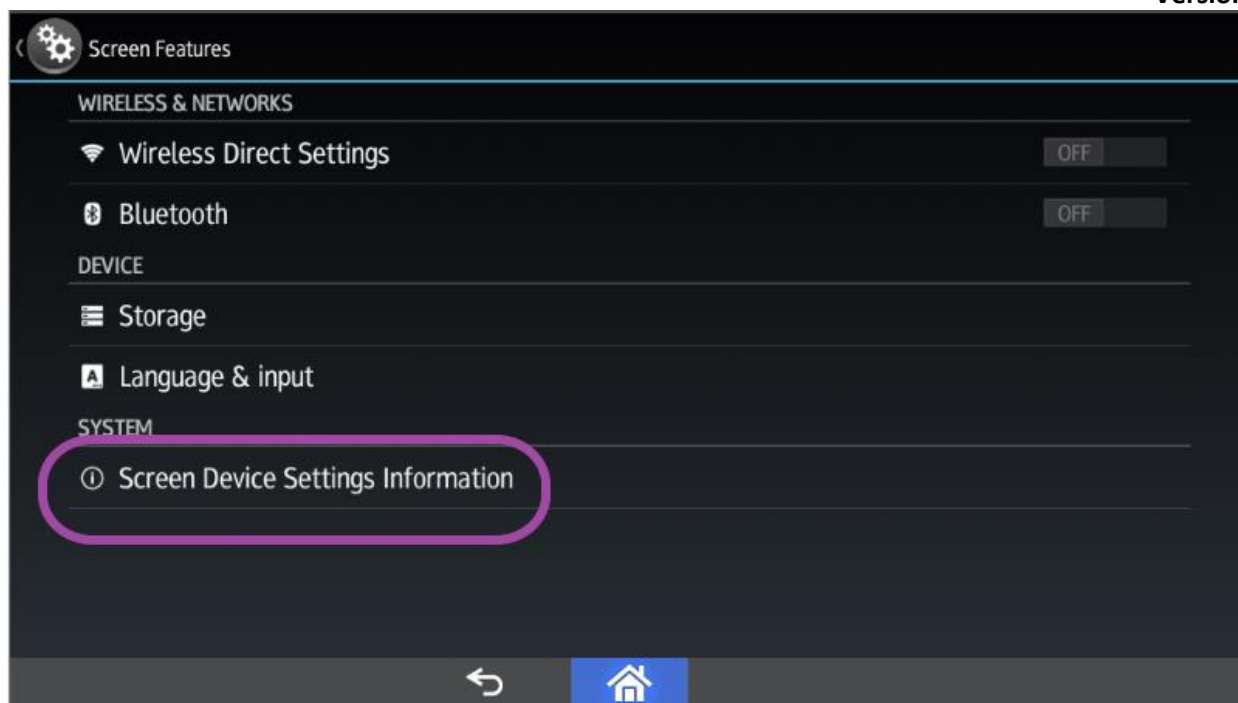 Screen Features
WIRELESS & NETWORKS
Wireless Direct Settings
OFF
Bluetooth
OFF
DEVICE
Storage
Language & input
SYSTEM
Screen Device Settings Information